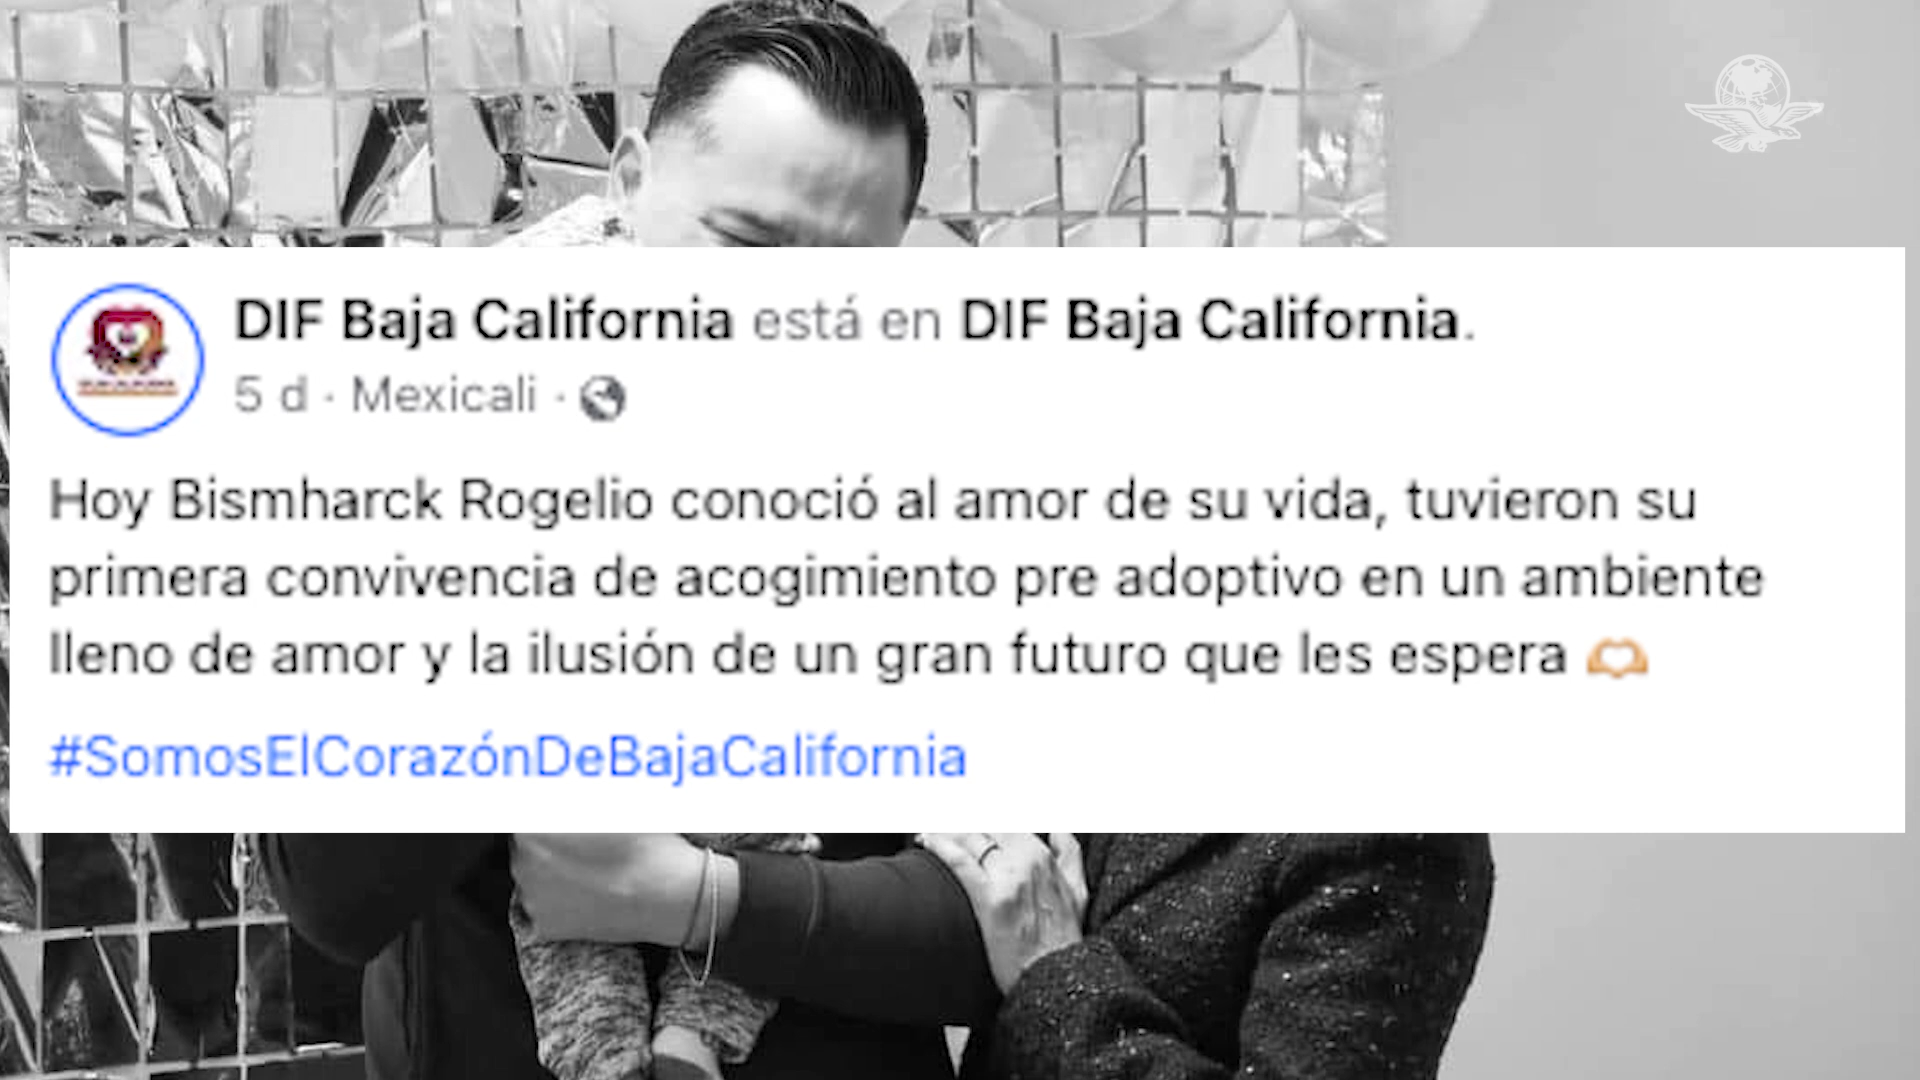 DIF Baja California está en DIF Baja California.
5 d · Mexicali ·
Hoy Bismharck Rogelio conoció al amor de su vida, tuvieron su
primera convivencia de acogimiento pre adoptivo en un ambiente
lleno de amor y la ilusión de un gran futuro que les espera 🫶🏼
#SomosElCorazónDeBajaCalifornia